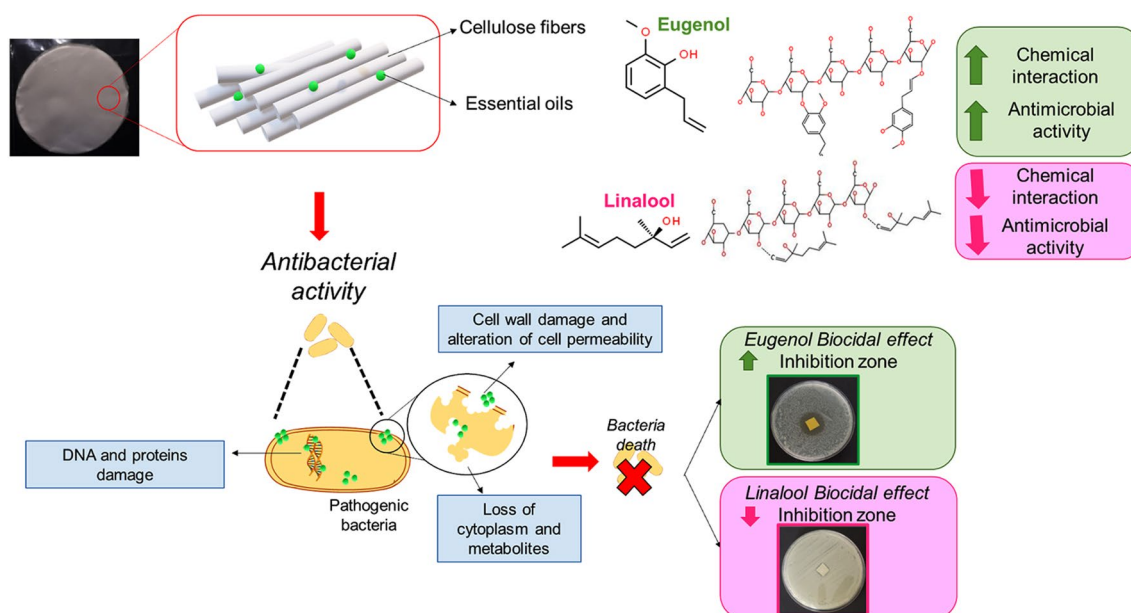 Cellulose fibers
Essential oils
Eugenol
O
OH
Chemical
interaction
Antimicrobial
activity
Linalool
OH
Chemical
interaction
Antimicrobial
activity
Antibacterial
activity
Cell wall damage and
alteration of cell permeability
DNA and proteins
damage
Pathogenic
bacteria
Loss of
cytoplasm and
metabolites
Bacteria
death
Eugenol Biocidal effect
Inhibition zone
Linalool Biocidal effect
Inhibition zone